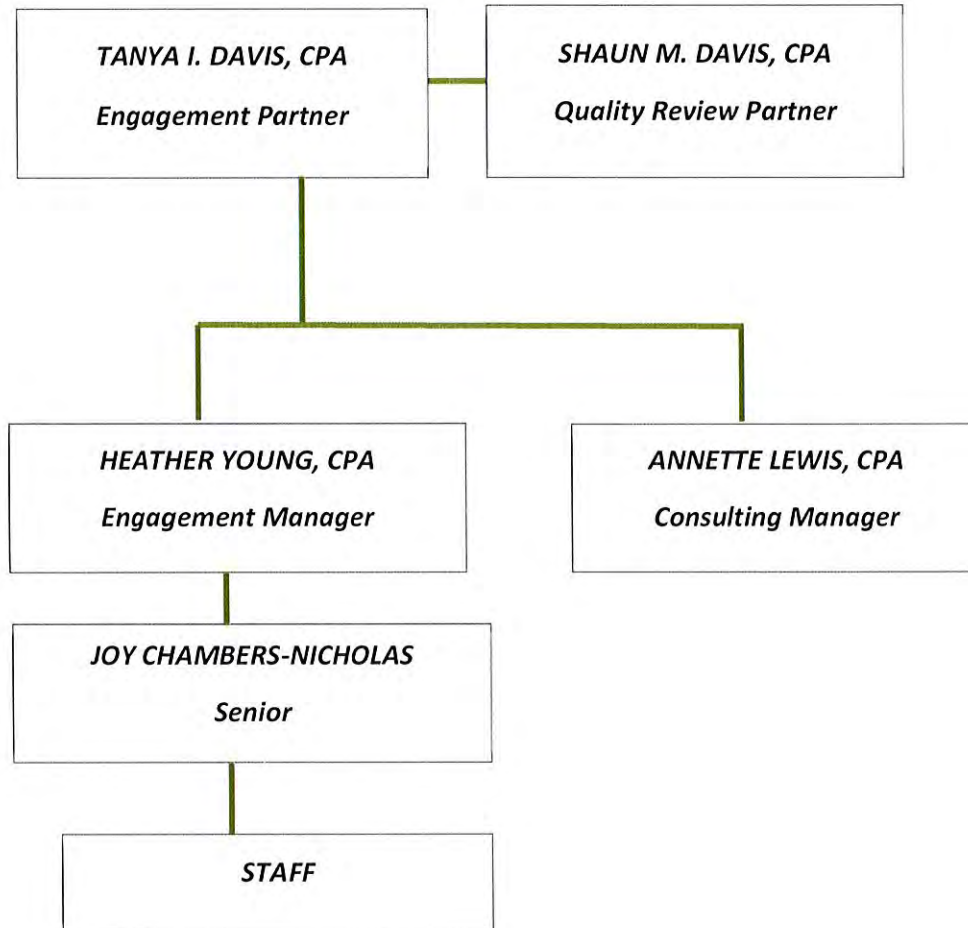 TANYA I. DAVIS, CPA
Engagement Partner
SHAUN M. DAVIS, CPA
Quality Review Partner
HEATHER YOUNG, CPA
Engagement Manager
ANNETTE LEWIS, CPA
Consulting Manager
JOY CHAMBERS-NICHOLAS
Senior
STAFF